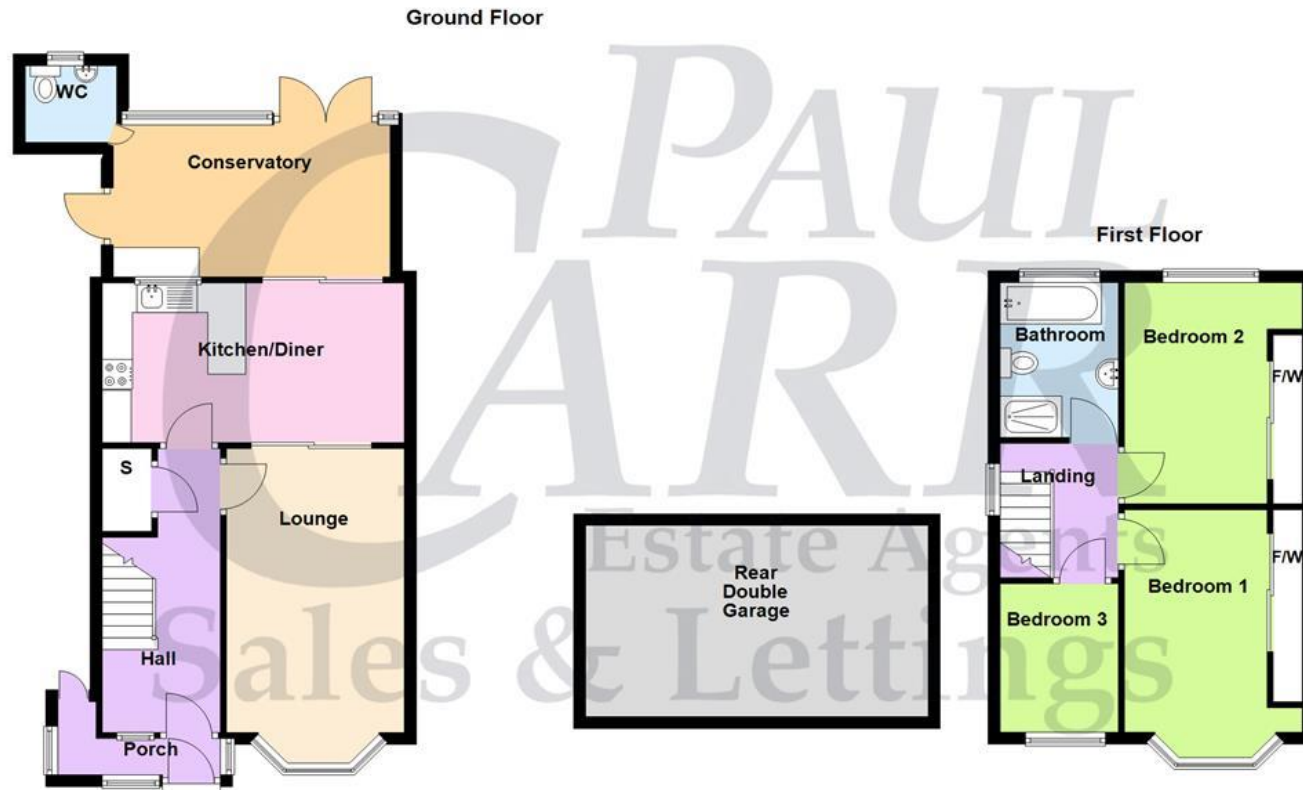 Ground Floor
WC
Conservatory
Kitchen/Diner
S
Lounge
Hall
Porch
First Floor
Bathroom
Bedroom 2
F/W
Landing
F/W
Bedroom 1
Bedroom 3
Rear
Double
Garage
PAUL
CARR
Estate Agents
Sales & Lettings